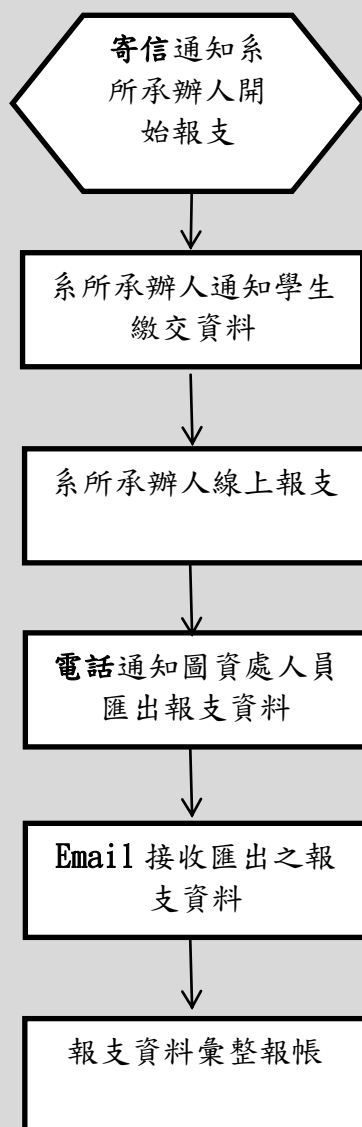 寄信通知系
所承辦人開
始報支
系所承辦人通知學生
繳交資料
系所承辦人線上報支
電話通知圖資處人員
匯出報支資料
Email 接收匯出之報
支資料
報支資料彙整報帳